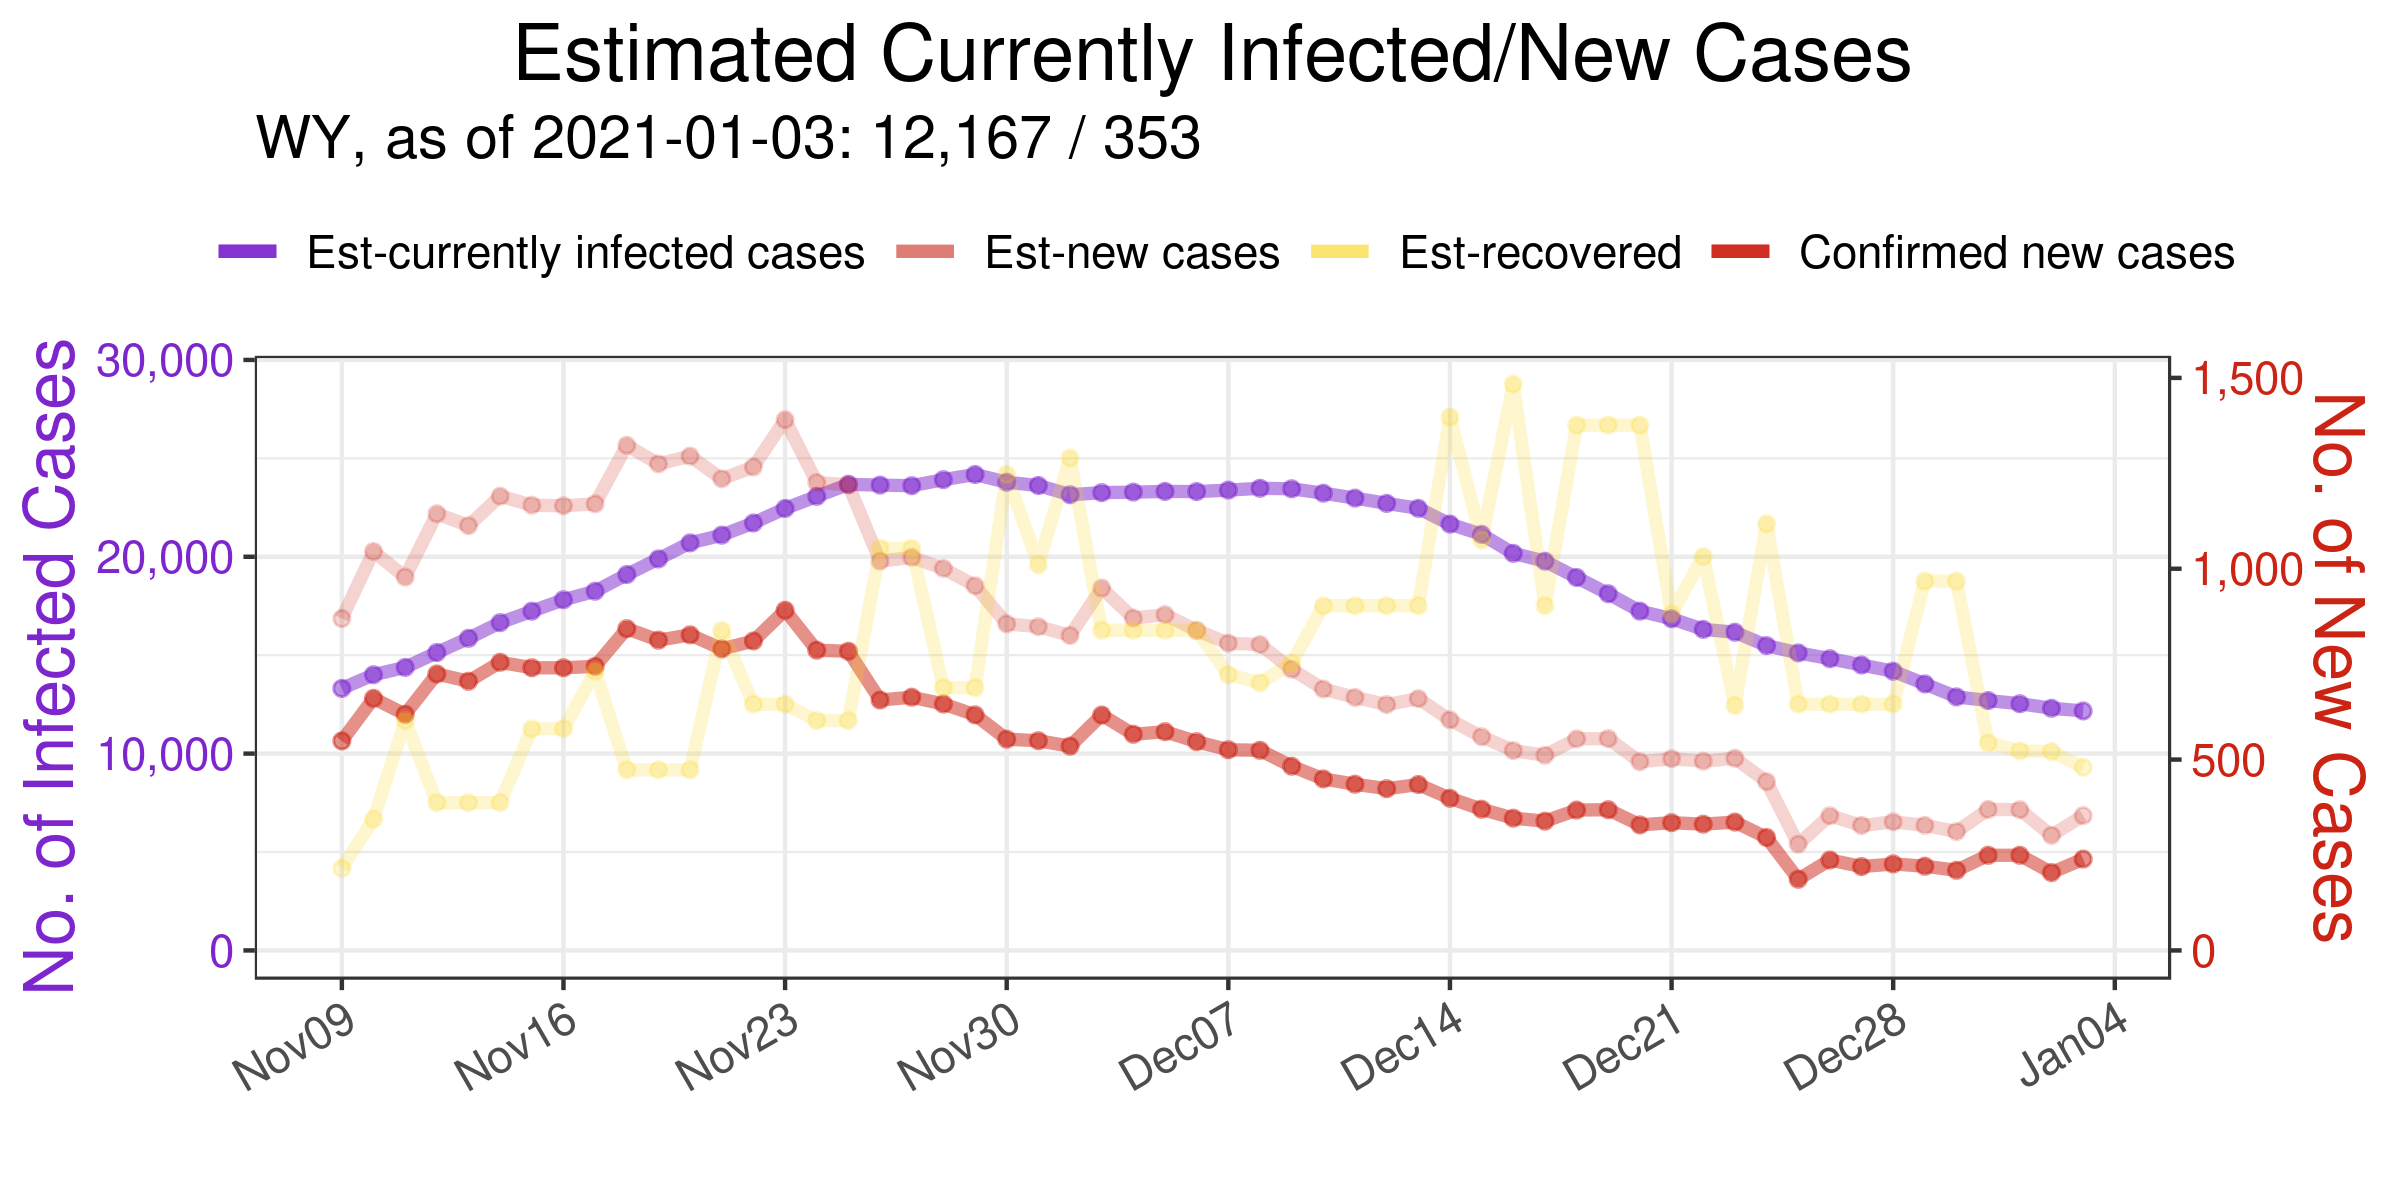 Estimated Currently Infected/New Cases
WY, as of 2021-01-03: 12,167 / 353
Est-currently infected cases Est-new cases Est-recovered Confirmed new cases
No. of Infected Cases
30,000
20,000
10,000
0
1,500
1,000
500
0
No. of New Cases
Nov09 Nov16 Nov23 Nov30 Dec07 Dec14 Dec21 Dec28 Jan04